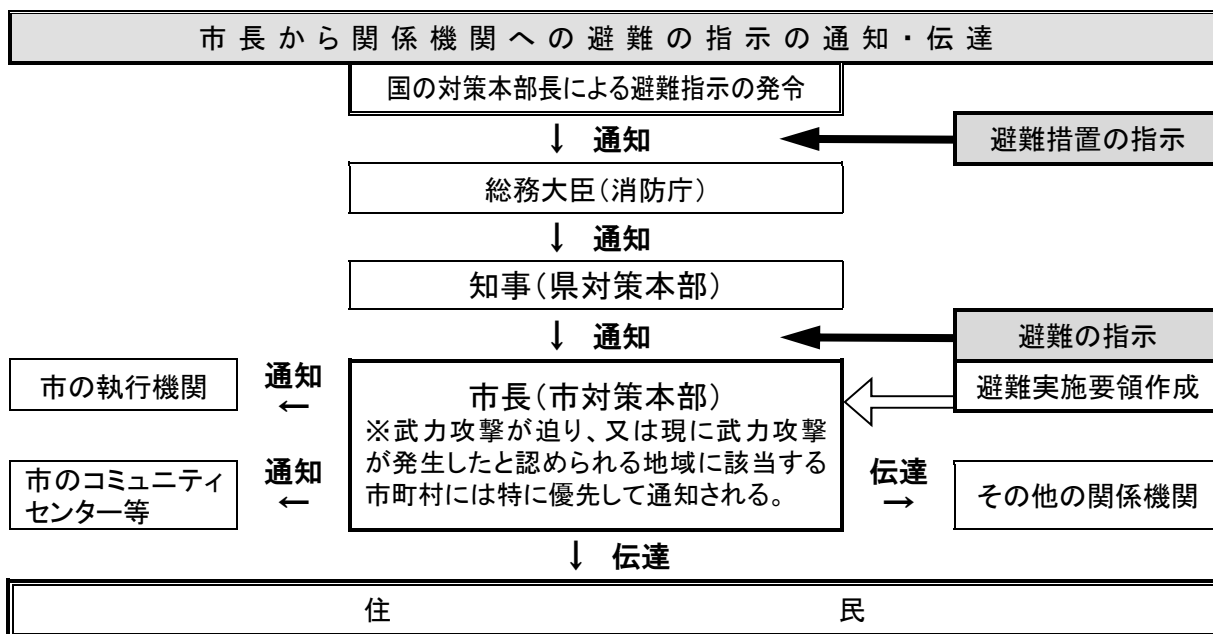 市長から関係機関への避難の指示の通知・伝達
国の対策本部長による避難指示の発令
↓ 通知
避難措置の指示
総務大臣(消防庁)
↓ 通知
知事(県対策本部)
↓ 通知
避難の指示
避難実施要領作成
市の執行機関
通知
←
市長(市対策本部)
※武力攻撃が迫り、又は現に武力攻撃
が発生したと認められる地域に該当する
市町村には特に優先して通知される。
市のコミュニティ
センター等
通知
←
伝達
→
その他の関係機関
↓ 伝達
住 民